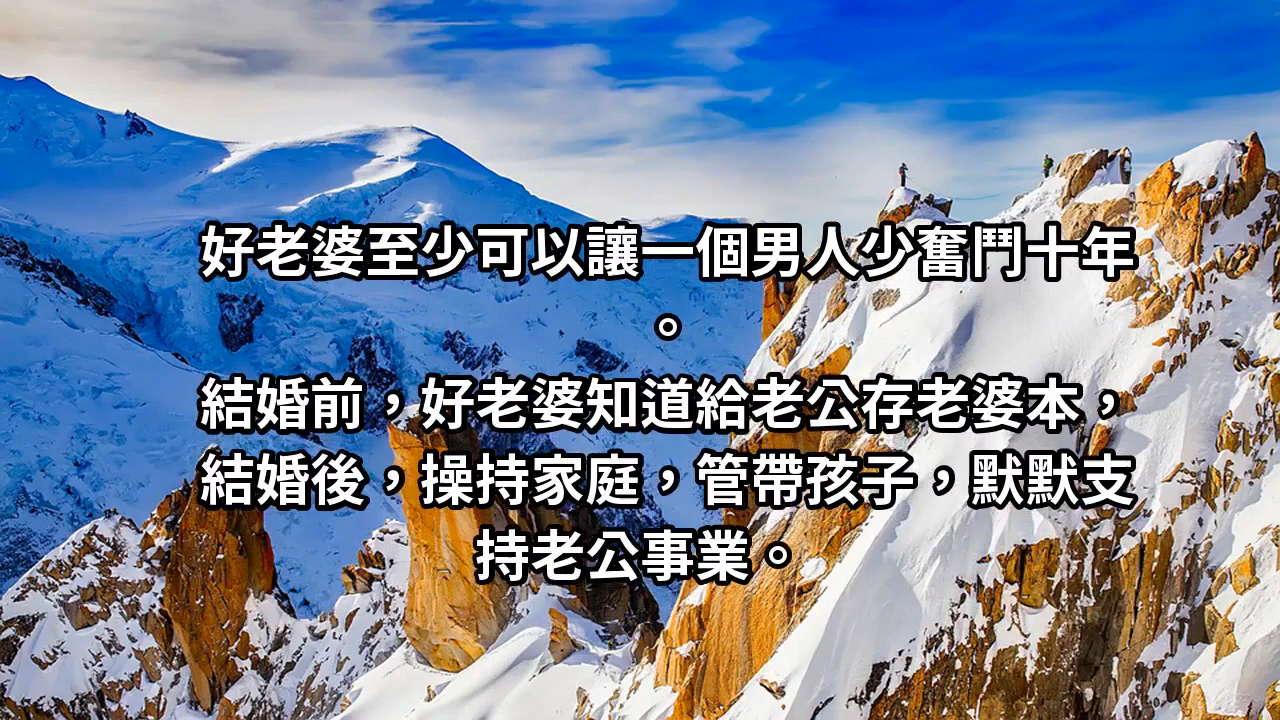 好老婆至少可以讓一個男人少奮鬥十年
。
結婚前，好老婆知道給老公存老婆本，
結婚後，操持家庭，管帶孩子，默默支
持老公事業。